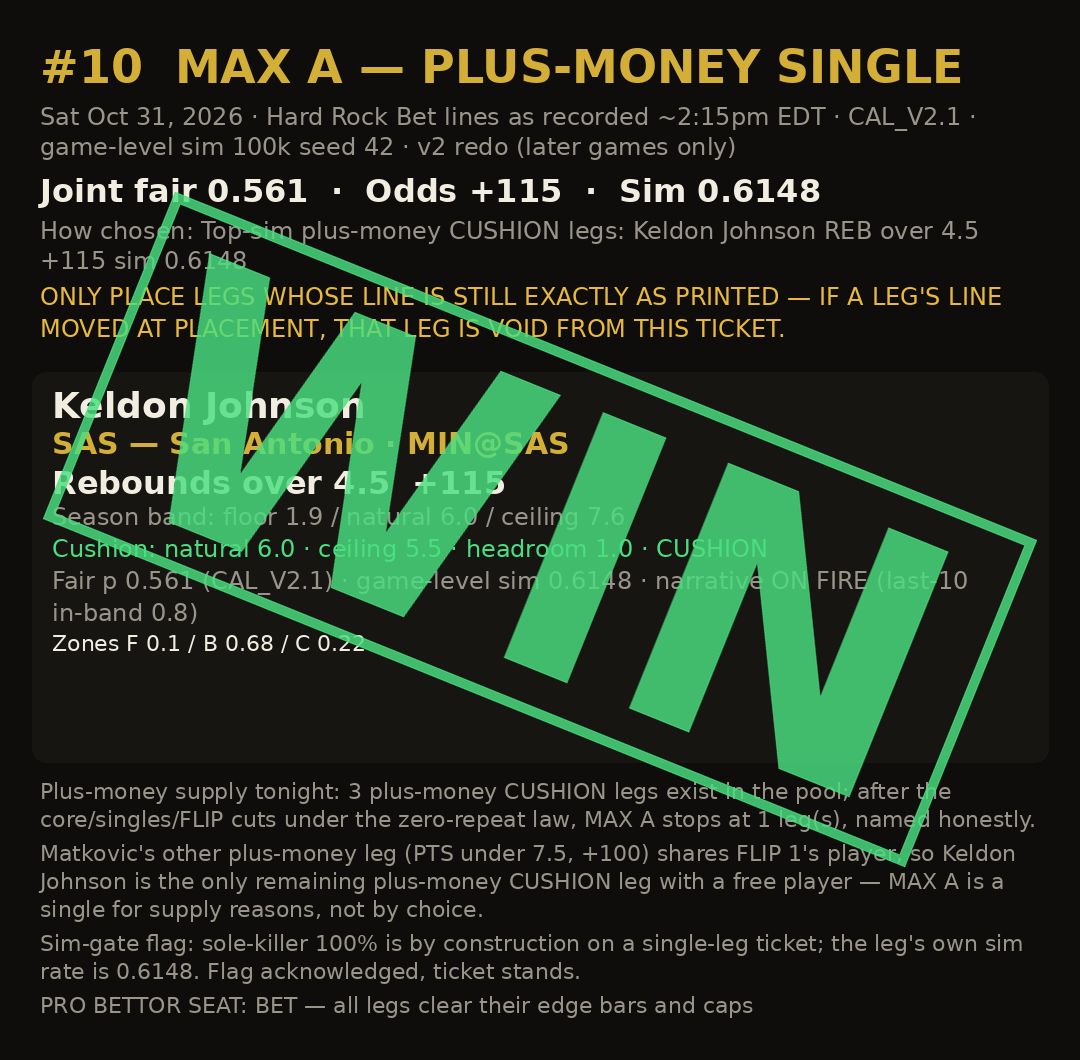 #10 MAX A — PLUS-MONEY SINGLE
Sat Oct 31, 2026 · Hard Rock Bet lines as recorded ~2:15pm EDT · CAL_V2.1 ·
game-level sim 100k seed 42 · v2 redo (later games only)
Joint fair 0.561 · Odds +115 · Sim 0.6148
How chosen: Top-sim plus-money CUSHION legs: Keldon Johnson REB over 4.5
+115 sim 0.6148
ONLY PLACE LEGS WHOSE LINE IS STILL EXACTLY AS PRINTED — IF A LEG'S LINE
MOVED AT PLACEMENT, THAT LEG IS VOID FROM THIS TICKET.
Keldon Johnson
SAS — San Antonio · MIN@SAS
Rebounds over 4.5 +115
Season band: floor 1.9 / natural 6.0 / ceiling 7.6
Cushion: natural 6.0 · ceiling 5.5 · headroom 1.0 · CUSHION
Fair p 0.561 (CAL_V2.1) · game-level sim 0.6148 · narrative ON FIRE (last-10
in-band 0.8)
Zones F 0.1 / B 0.68 / C 0.22
WIN
Plus-money supply tonight: 3 plus-money CUSHION legs exist in the pool; after the
core/singles/FLIP cuts under the zero-repeat law, MAX A stops at 1 leg(s), named honestly.
Matkovic's other plus-money leg (PTS under 7.5, +100) shares FLIP 1's player, so Keldon
Johnson is the only remaining plus-money CUSHION leg with a free player — MAX A is a
single for supply reasons, not by choice.
Sim-gate flag: sole-killer 100% is by construction on a single-leg ticket; the leg's own sim
rate is 0.6148. Flag acknowledged, ticket stands.
PRO BETTOR SEAT: BET — all legs clear their edge bars and caps